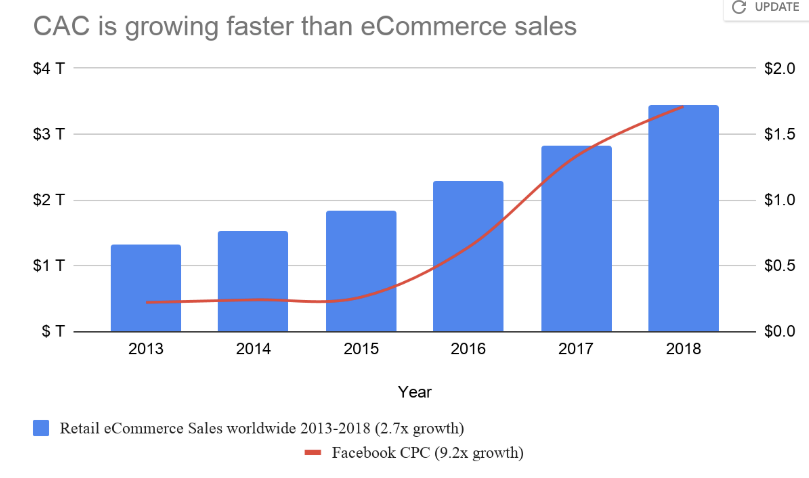 UPDATE
CAC is growing faster than eCommerce sales
$4 T
$2.0
$3 T
$1.5
$2 T
$1.0
$1 T
$0.5
$ T
$0.0
2013 2014 2015 2016 2017 2018
Year
Retail eCommerce Sales worldwide 2013-2018 (2.7x growth)
Facebook CPC (9.2x growth)